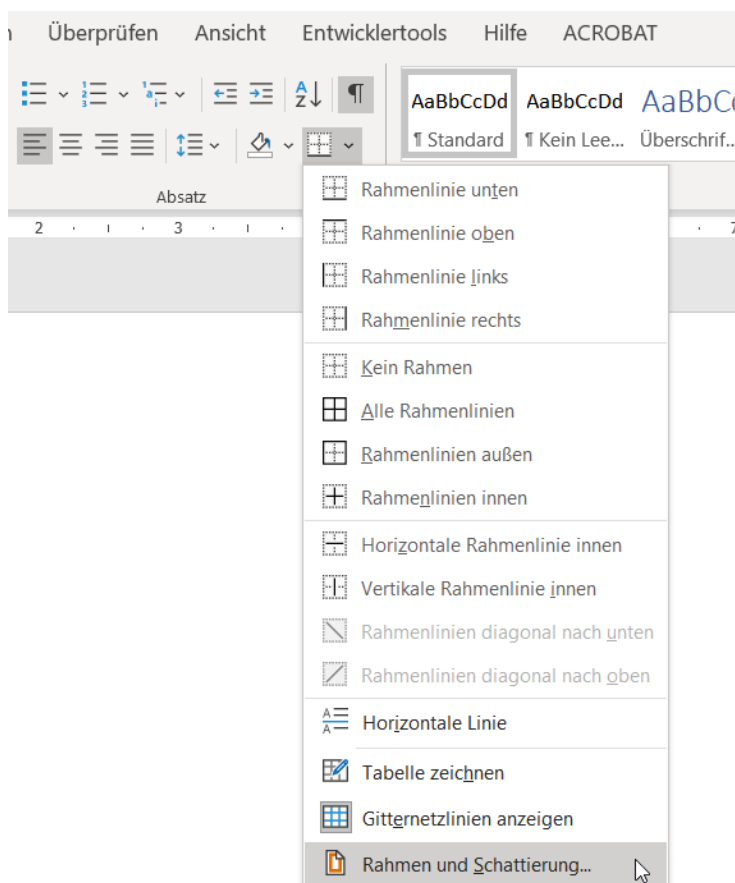 Überprüfen Ansicht Entwicklertools Hilfe ACROBAT
AaBbCcDd AaBbCcDd AaBbCc
¶ Standard ¶ Kein Lee... Überschrif...
Absatz
2 3 7
Rahmenlinie unten
Rahmenlinie oben
Rahmenlinie links
Rahmenlinie rechts
Kein Rahmen
Alle Rahmenlinien
Rahmenlinien außen
Rahmenlinien innen
Horizontale Rahmenlinie innen
Vertikale Rahmenlinie innen
Rahmenlinien diagonal nach unten
Rahmenlinien diagonal nach oben
Horizontale Linie
Tabelle zeichnen
Gitternetzlinien anzeigen
Rahmen und Schattierung...